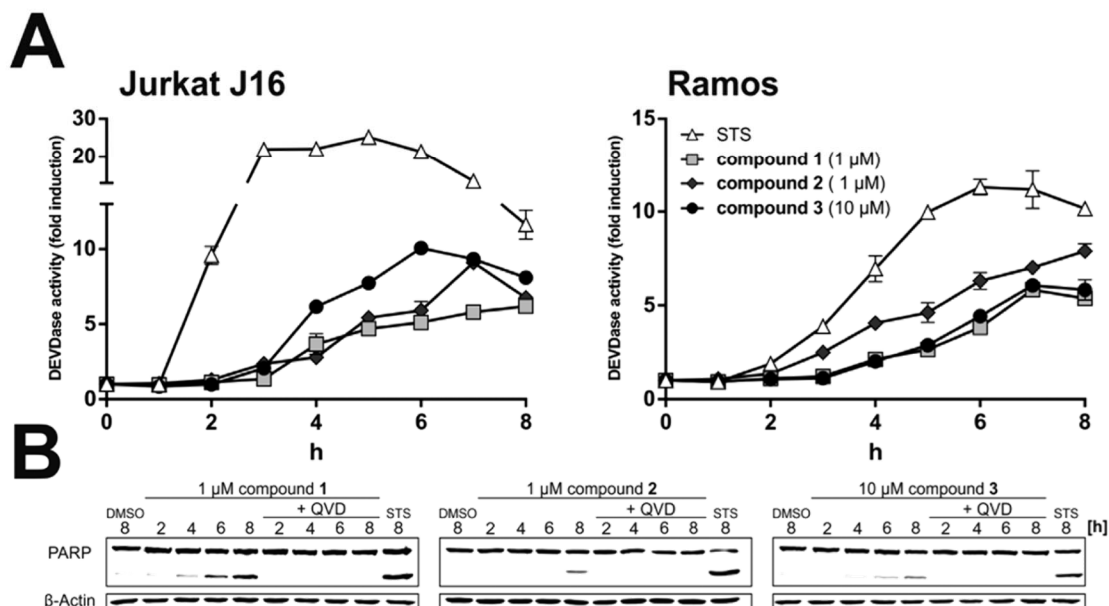 A
Jurkat J16
Ramos
DEVDase activity (fold induction)
30
20
10
5
0
0 2 4 6 8
h
DEVDase activity (fold induction)
15
10
5
0
0 2 4 6 8
h
STS
compound 1 (1 µM)
compound 2 ( 1 µM)
compound 3 (10 µM)
B
1 µM compound 1
+ QVD
DMSO STS
8 2 4 6 8 2 4 6 8 8
1 µM compound 2
+ QVD
DMSO STS
8 2 4 6 8 2 4 6 8 8
10 µM compound 3
+ QVD
DMSO STS
8 2 4 6 8 2 4 6 8 8 [h]
PARP
β-Actin